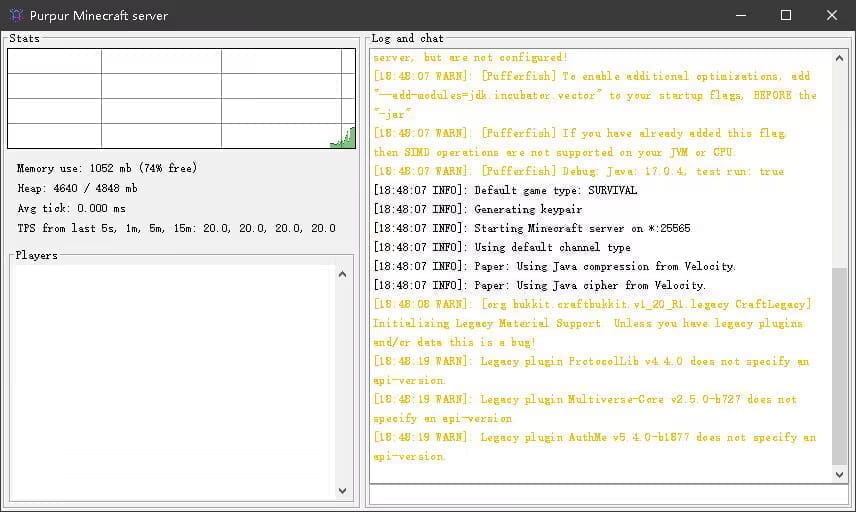 Purpur Minecraft server
Stats
Memory use: 1052 mb (74% free)
Heap: 4640 / 4848 mb
Avg tick: 0.000 ms
TPS from last 5s, 1m, 5m, 15m: 20.0, 20.0, 20.0, 20.0
Players
Log and chat
server, but are not configured!
[18:48:07 WARN]: [Pufferfish] To enable additional optimizations, add
"--add-modules=jdk.incubator.vector" to your startup flags, BEFORE the
"-jar"
[18:48:07 WARN]: [Pufferfish] If you have already added this flag,
then SIMD operations are not supported on your JVM or CPU.
[18:48:07 WARN]: [Pufferfish] Debug: Java: 17.0.4, test run: true
[18:48:07 INFO]: Default game type: SURVIVAL
[18:48:07 INFO]: Generating keypair
[18:48:07 INFO]: Starting Minecraft server on *:25565
[18:48:07 INFO]: Using default channel type
[18:48:07 INFO]: Paper: Using Java compression from Velocity.
[18:48:07 INFO]: Paper: Using Java cipher from Velocity.
[18:48:08 WARN]: [org.bukkit.craftbukkit.v1_20_R1.legacy.CraftLegacy]
Initializing Legacy Material Support. Unless you have legacy plugins
and/or data this is a bug!
[18:48:19 WARN]: Legacy plugin ProtocolLib v4.4.0 does not specify an
api-version.
[18:48:19 WARN]: Legacy plugin Multiverse-Core v2.5.0-b727 does not
specify an api-version.
[18:48:19 WARN]: Legacy plugin AuthMe v5.4.0-b1877 does not specify an
api-version.